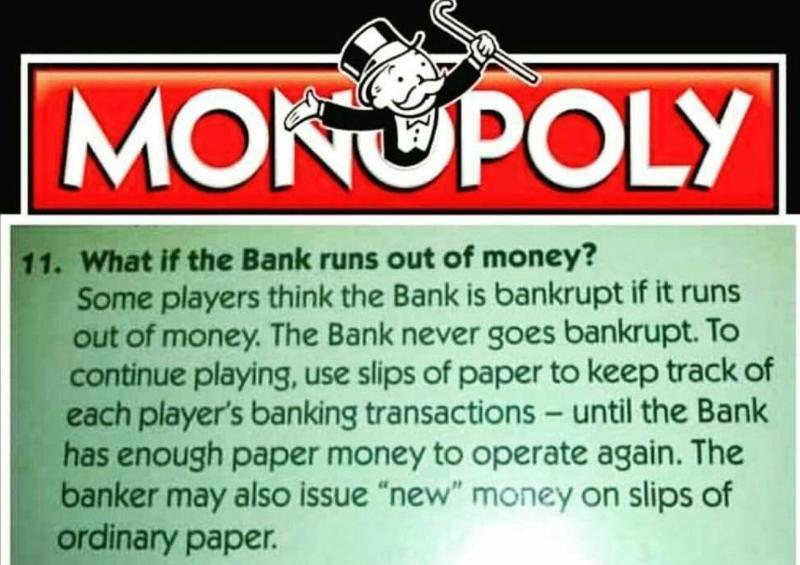 MONOPOLY
11. What if the Bank runs out of money?
Some players think the Bank is bankrupt if it runs
out of money. The Bank never goes bankrupt. To
continue playing, use slips of paper to keep track of
each player's banking transactions – until the Bank
has enough paper money to operate again. The
banker may also issue "new" money on slips of
ordinary paper.